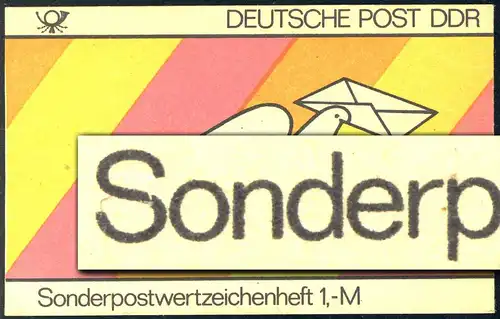 DEUTSCHE POST DDR
Sonderp
Sonderpostwertzeichenheft 1,-M